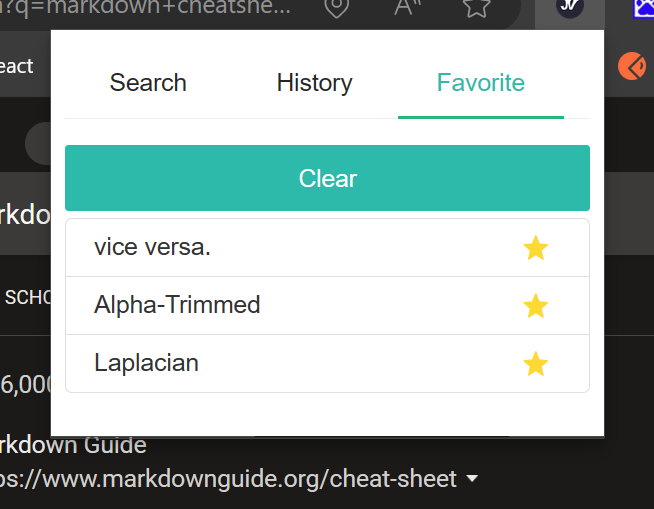 ?q=markdown+cheatshe...
eact
Search
History
Favorite
Clear
vice versa.
Alpha-Trimmed
Laplacian
rkdo
SCHO
6,000
rkdown Guide
ps://www.markdownguide.org/cheat-sheet